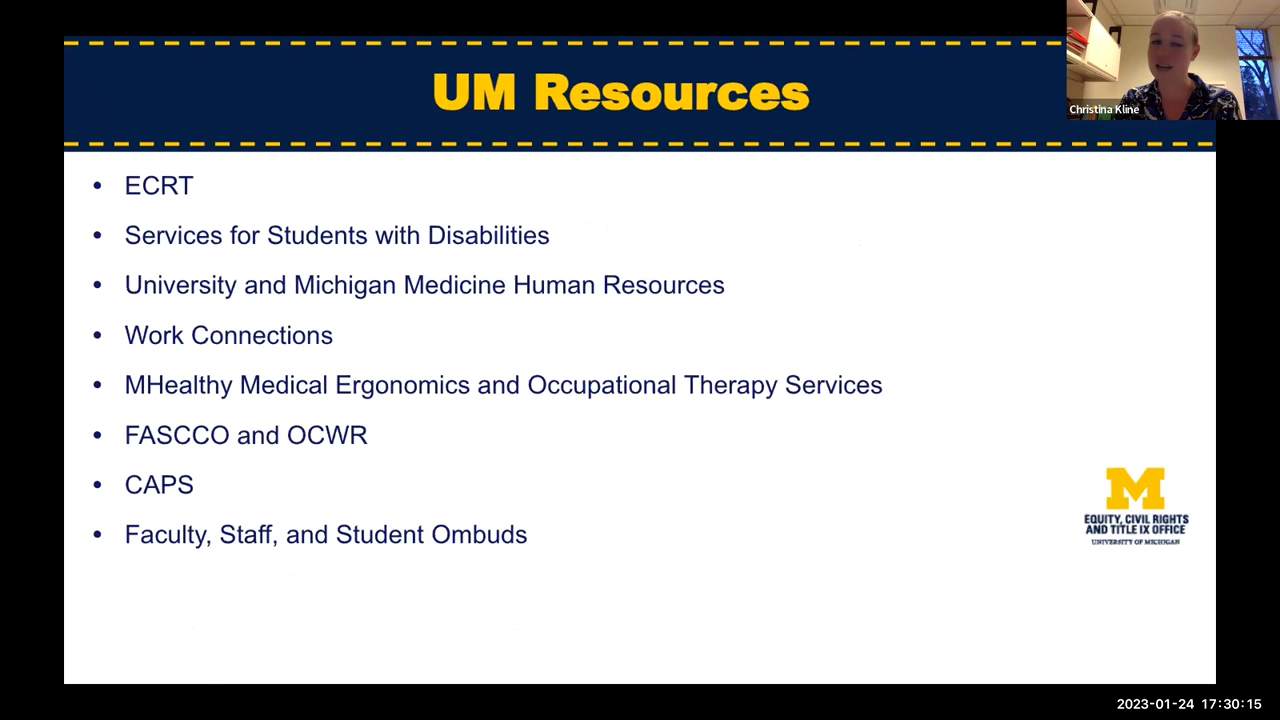 UM Resources
Christina Kline
• ECRT
• Services for Students with Disabilities
• University and Michigan Medicine Human Resources
• Work Connections
• MHealthy Medical Ergonomics and Occupational Therapy Services
• FASCCO and OCWR
• CAPS
• Faculty, Staff, and Student Ombuds
M
EQUITY, CIVIL RIGHTS
AND TITLE IX OFFICE
UNIVERSITY OF MICHIGAN
2023-01-24 17:30:15